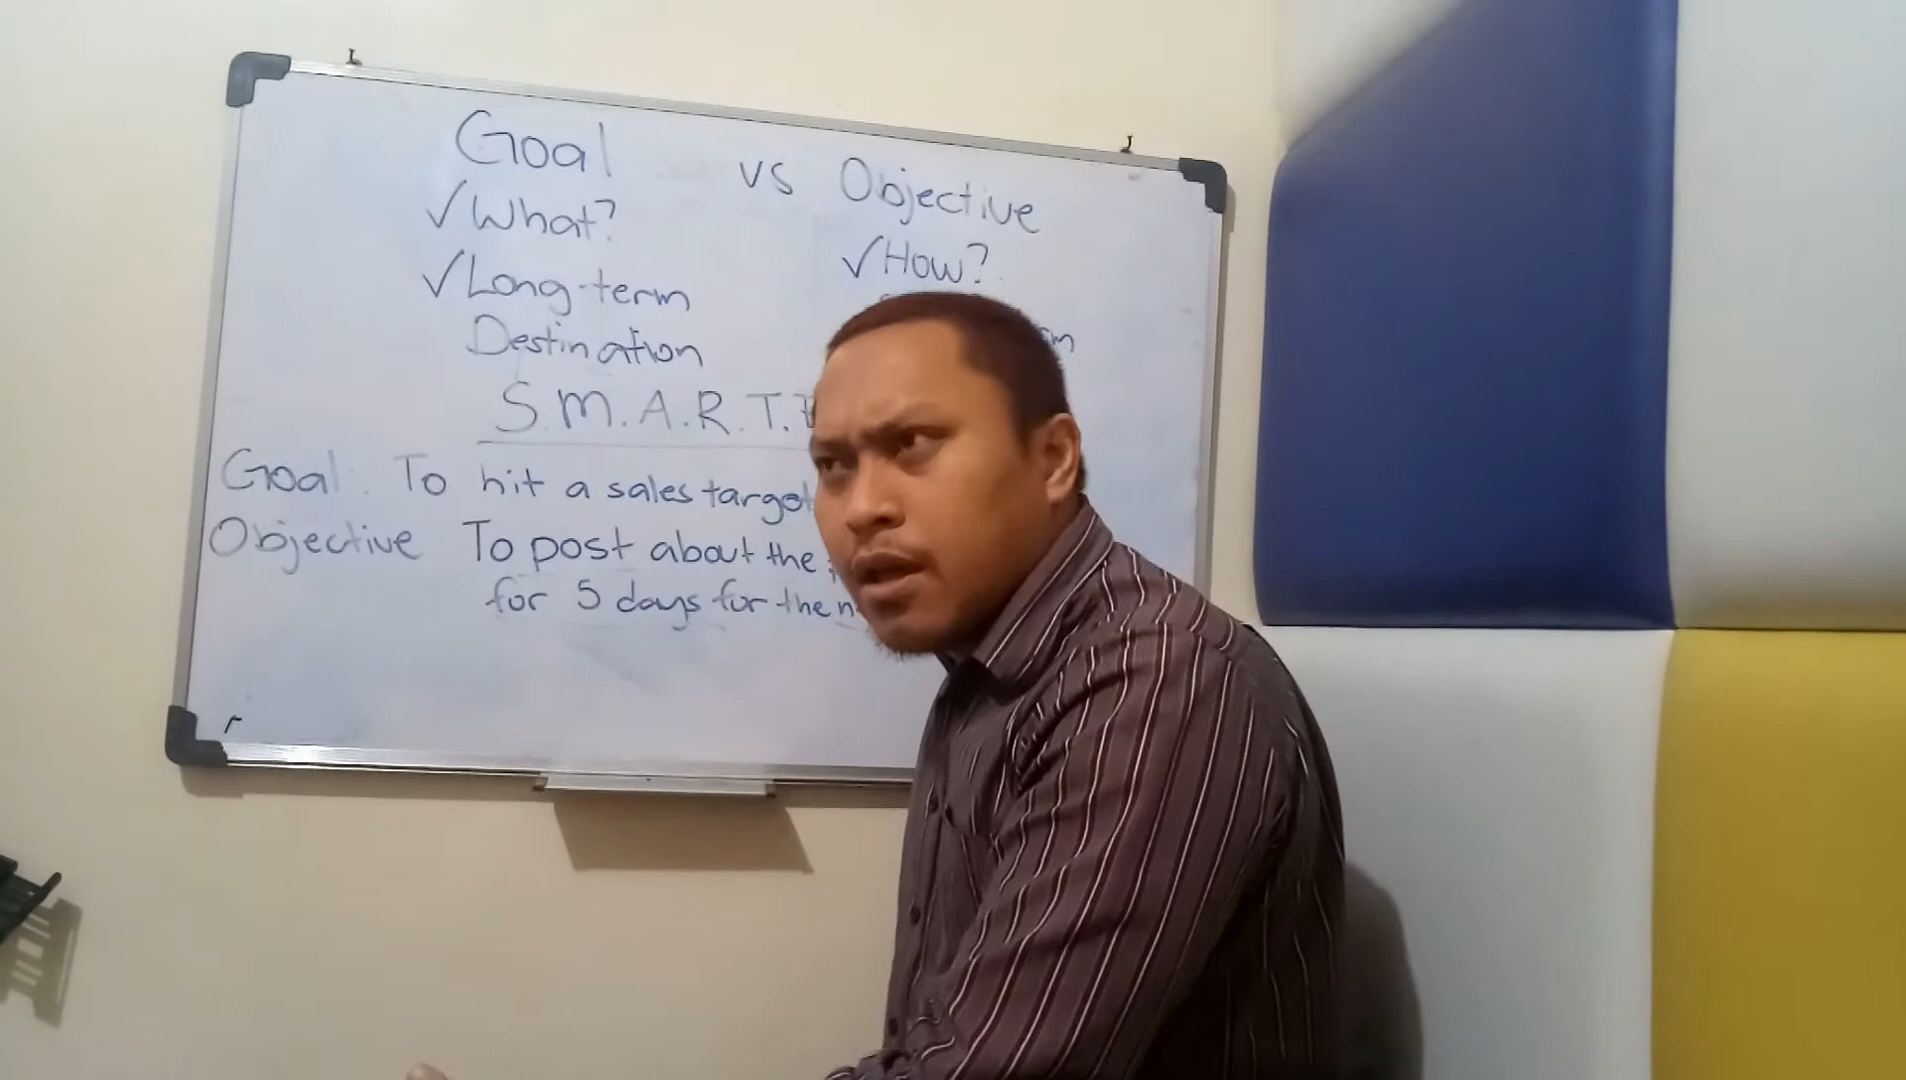 Goal vs Objective
✓What? ✓How?
✓Long-term
Destination
S.M.A.R.T.
Goal: To hit a sales target
Objective To post about the
for 5 days for the